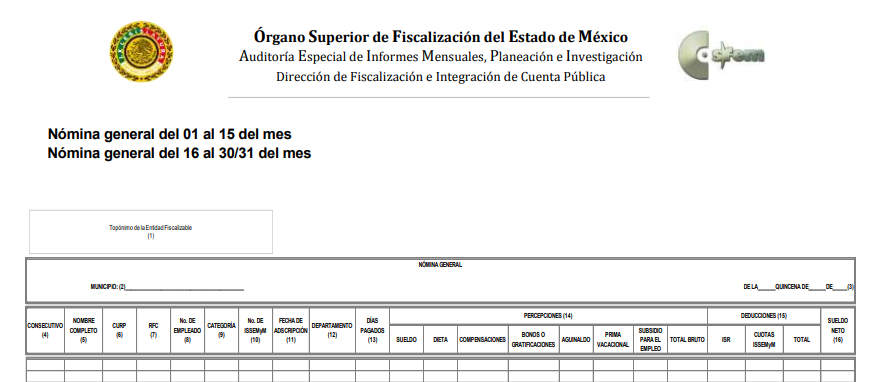 Órgano Superior de Fiscalización del Estado de México
Auditoría Especial de Informes Mensuales, Planeación e Investigación
Dirección de Fiscalización e Integración de Cuenta Pública
osfem
Nómina general del 01 al 15 del mes
Nómina general del 16 al 30/31 del mes
Topónimo de la Entidad Fiscalizable
(1)
NÓMINA GENERAL
MUNICIPIO: (2)______________________ DE LA_____QUINCENA DE_____DE_____(3)
CONSECUTIVO (4)
NOMBRE COMPLETO (5)
CURP (6)
RFC (7)
No. DE EMPLEADO (8)
CATEGORÍA (9)
No. DE ISSEMyM (10)
FECHA DE ADSCRIPCIÓN (11)
DEPARTAMENTO (12)
DÍAS PAGADOS (13)
PERCEPCIONES (14)
SUELDO
DIETA
COMPENSACIONES
BONOS O GRATIFICACIONES
AGUINALDO
PRIMA VACACIONAL
SUBSIDIO PARA EL EMPLEO
TOTAL BRUTO
DEDUCCIONES (15)
ISR
CUOTAS ISSEMyM
TOTAL
SUELDO NETO (16)